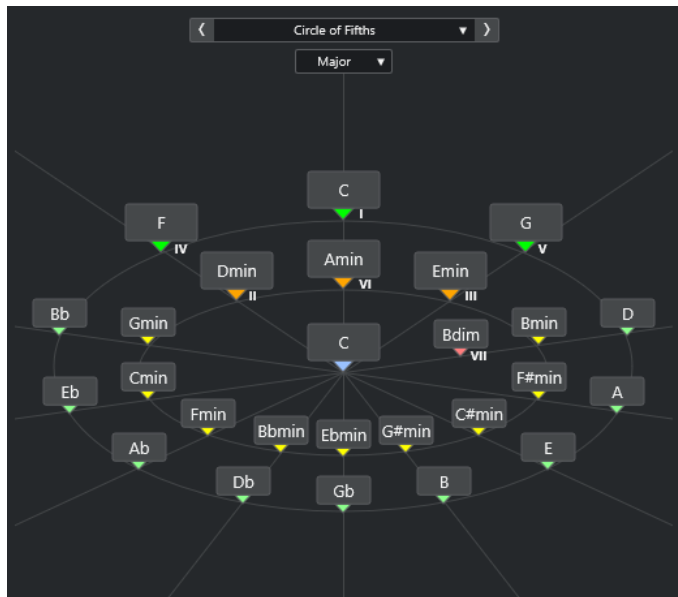 Circle of Fifths
Major
C
I
F
IV
G
V
Amin
VI
Dmin
II
Emin
III
Bb
Gmin
C
Bdim
VII
Bmin
D
Eb
Cmin
F#min
A
Fmin
C#min
Bbmin
Ebmin
G#min
Ab
E
Db
Gb
B